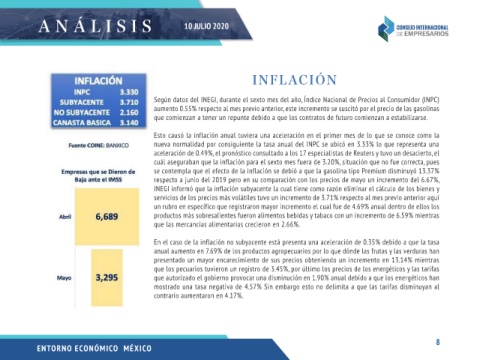 ANÁLISIS
10 JULIO 2020
CONSEJO INTERNACIONAL
DE EMPRESARIOS
INFLACIÓN
INPC 3.330
SUBYACENTE 3.710
NO SUBYACENTE 2.160
CANASTA BASICA 3.140
Fuente COINE: BANXICO
Empresas que se Dieron de
Baja ante el IMSS
Abril 6,689
Mayo 3,295
INFLACIÓN
Según datos del INEGI, durante el sexto mes del año, Índice Nacional de Precios al Consumidor (INPC)
aumento 0.55% respecto al mes previo anterior, este incremento se suscitó por el precio de las gasolinas
que comienzan a tener un repunte debido a que los contratos de futuro comienzan a estabilizarse.
Esto causó la inflación anual tuviera una aceleración en el primer mes de lo que se conoce como la
nueva normalidad por consiguiente la tasa anual del INPC se ubicó en 3.33% lo que representa una
aceleración de 0.49%, el pronóstico consultado a los 17 especialistas de Reuters y tuvo un desacierto, el
cuál aseguraban que la inflación para el sexto mes fuera de 3.20%, situación que no fue correcta, pues
se contempla que el efecto de la inflación se debió a que la gasolina tipo Premium disminuyó 13.37%
respecto a junio del 2019 pero en su comparación con los precios de mayo un incremento del 6.67%,
INEGI informó que la inflación subyacente la cual tiene como razón eliminar el cálculo de los bienes y
servicios de los precios más volátiles tuvo un incremento de 3.71% respecto al mes previo anterior aquí
un rubro en específico que registraron mayor incremento el cual fue de 4.69% anual dentro de ellos los
productos más sobresalientes fueron alimentos bebidas y tabaco con un incremento de 6.59% mientras
que las mercancías alimentarias crecieron en 2.66%.
En el caso de la inflación no subyacente está presenta una aceleración de 0.35% debido a que la tasa
anual aumento en 7.69% de los productos agropecuarios por lo que dónde las frutas y las verduras han
presentado un mayor encarecimiento de sus precios obteniendo un incremento en 13.14% mientras
que los pecuarios tuvieron un registro de 3.45%, por último los precios de los energéticos y las tarifas
que autorizado el gobierno provocar una disminución en 1.90% anual debido a que los energéticos han
mostrado una tasa negativa de 4.57% Sin embargo esto no delimita a que las tarifas disminuyan al
contrario aumentaron en 4.17%.
ENTORNO ECONÓMICO MÉXICO
8